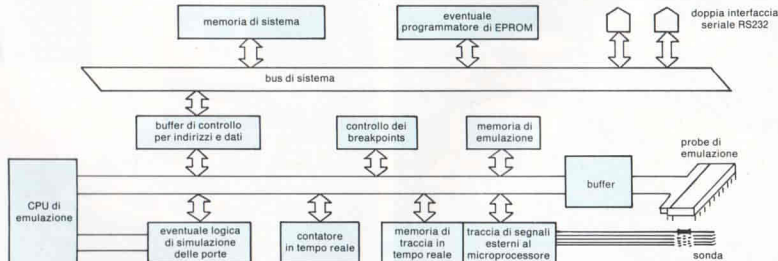 memoria di sistema
eventuale
programmatore di EPROM
doppia interfaccia
seriale RS232
bus di sistema
buffer di controllo
per indirizzi e dati
controllo dei
breakpoints
memoria di
emulazione
probe di
emulazione
CPU di
emulazione
buffer
eventuale logica
di simulazione
delle porte
contatore
in tempo reale
memoria di
traccia in
tempo reale
traccia di segnali
esterni al
microprocessore
sonda